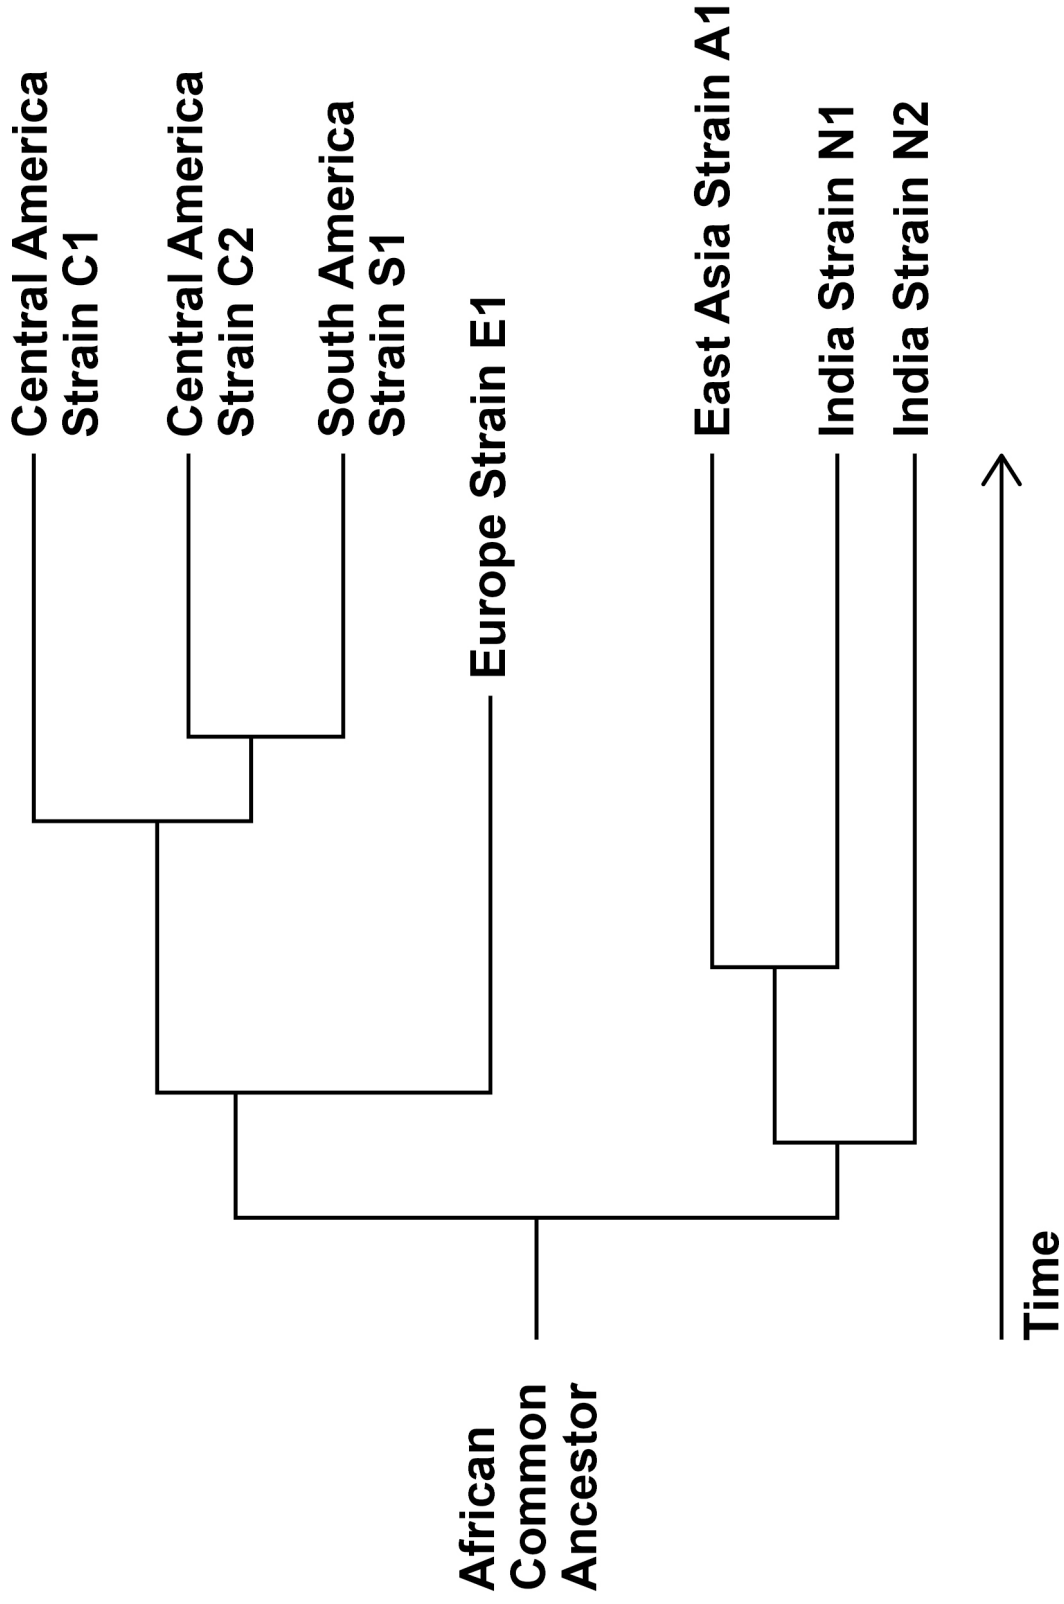 Central America
Strain C1
Central America
Strain C2
South America
Strain S1
Europe Strain E1
East Asia Strain A1
India Strain N1
India Strain N2
African
Common
Ancestor
Time